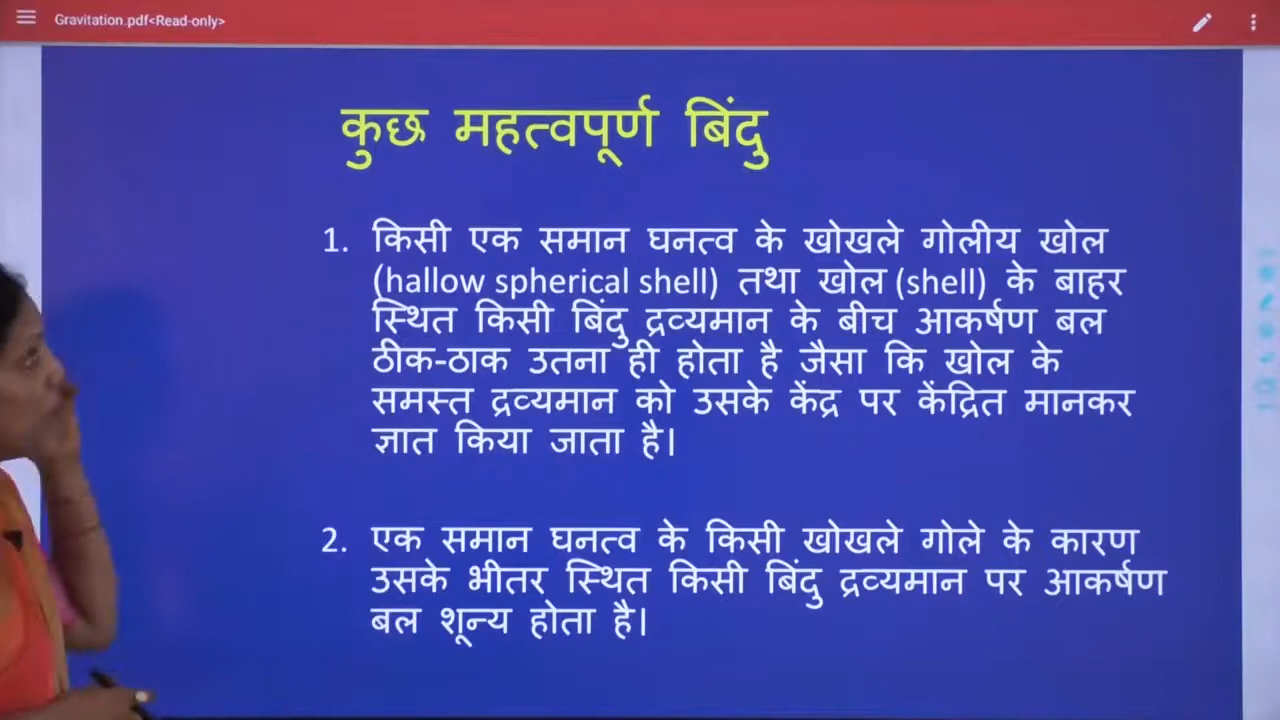 Gravitation.pdf<Read-only>
कुछ महत्वपूर्ण बिंदु
1. किसी एक समान घनत्व के खोखले गोलीय खोल
(hallow spherical shell) तथा खोल (shell) के बाहर
स्थित किसी बिंदु द्रव्यमान के बीच आकर्षण बल
ठीक-ठाक उतना ही होता है जैसा कि खोल के
समस्त द्रव्यमान को उसके केंद्र पर केंद्रित मानकर
ज्ञात किया जाता है।
2. एक समान घनत्व के किसी खोखले गोले के कारण
उसके भीतर स्थित किसी बिंदु द्रव्यमान पर आकर्षण
बल शून्य होता है।